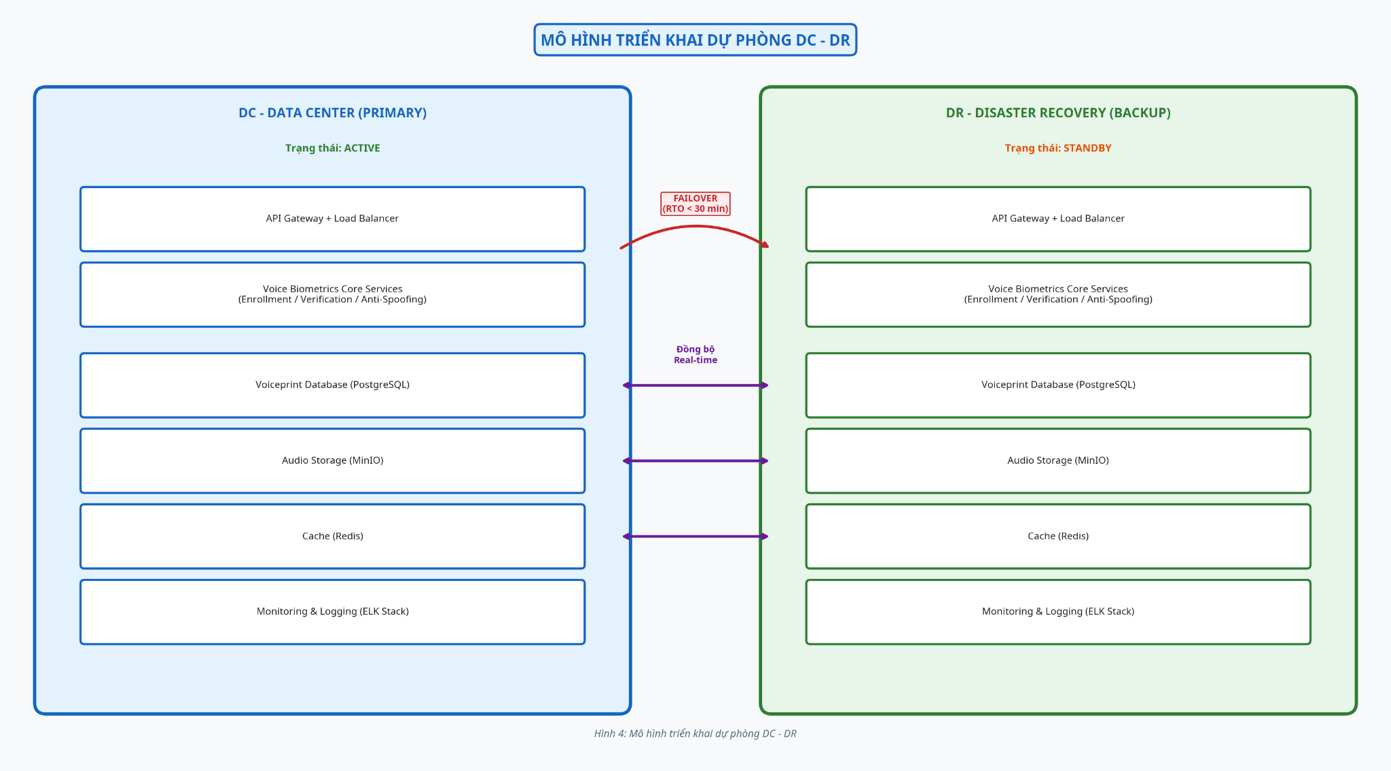 MÔ HÌNH TRIỂN KHAI DỰ PHÒNG DC - DR
DC - DATA CENTER (PRIMARY)
Trạng thái: ACTIVE
API Gateway + Load Balancer
Voice Biometrics Core Services
(Enrollment / Verification / Anti-Spoofing)
Voiceprint Database (PostgreSQL)
Audio Storage (MinIO)
Cache (Redis)
Monitoring & Logging (ELK Stack)
FAILOVER
(RTO < 30 min)
Đồng bộ
Real-time
DR - DISASTER RECOVERY (BACKUP)
Trạng thái: STANDBY
API Gateway + Load Balancer
Voice Biometrics Core Services
(Enrollment / Verification / Anti-Spoofing)
Voiceprint Database (PostgreSQL)
Audio Storage (MinIO)
Cache (Redis)
Monitoring & Logging (ELK Stack)
Hình 4: Mô hình triển khai dự phòng DC - DR